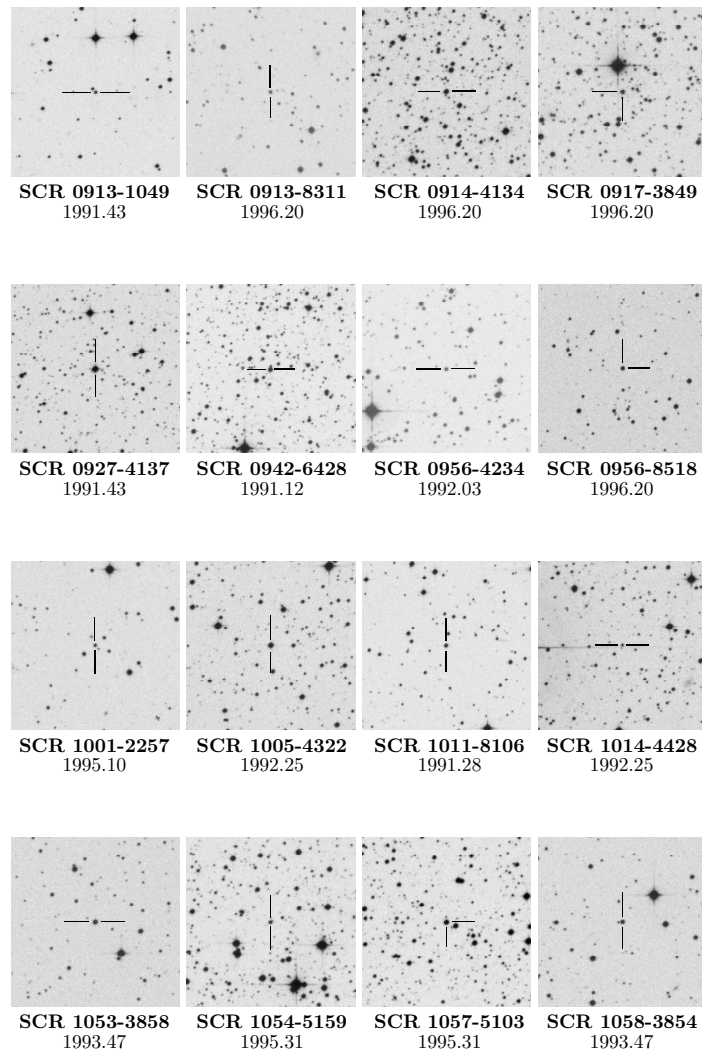 SCR 0913-1049 SCR 0913-8311 SCR 0914-4134 SCR 0917-3849
1991.43 1996.20 1996.20 1996.20
SCR 0927-4137 SCR 0942-6428 SCR 0956-4234 SCR 0956-8518
1991.43 1991.12 1992.03 1996.20
SCR 1001-2257 SCR 1005-4322 SCR 1011-8106 SCR 1014-4428
1995.10 1992.25 1991.28 1992.25
SCR 1053-3858 SCR 1054-5159 SCR 1057-5103 SCR 1058-3854
1993.47 1995.31 1995.31 1993.47